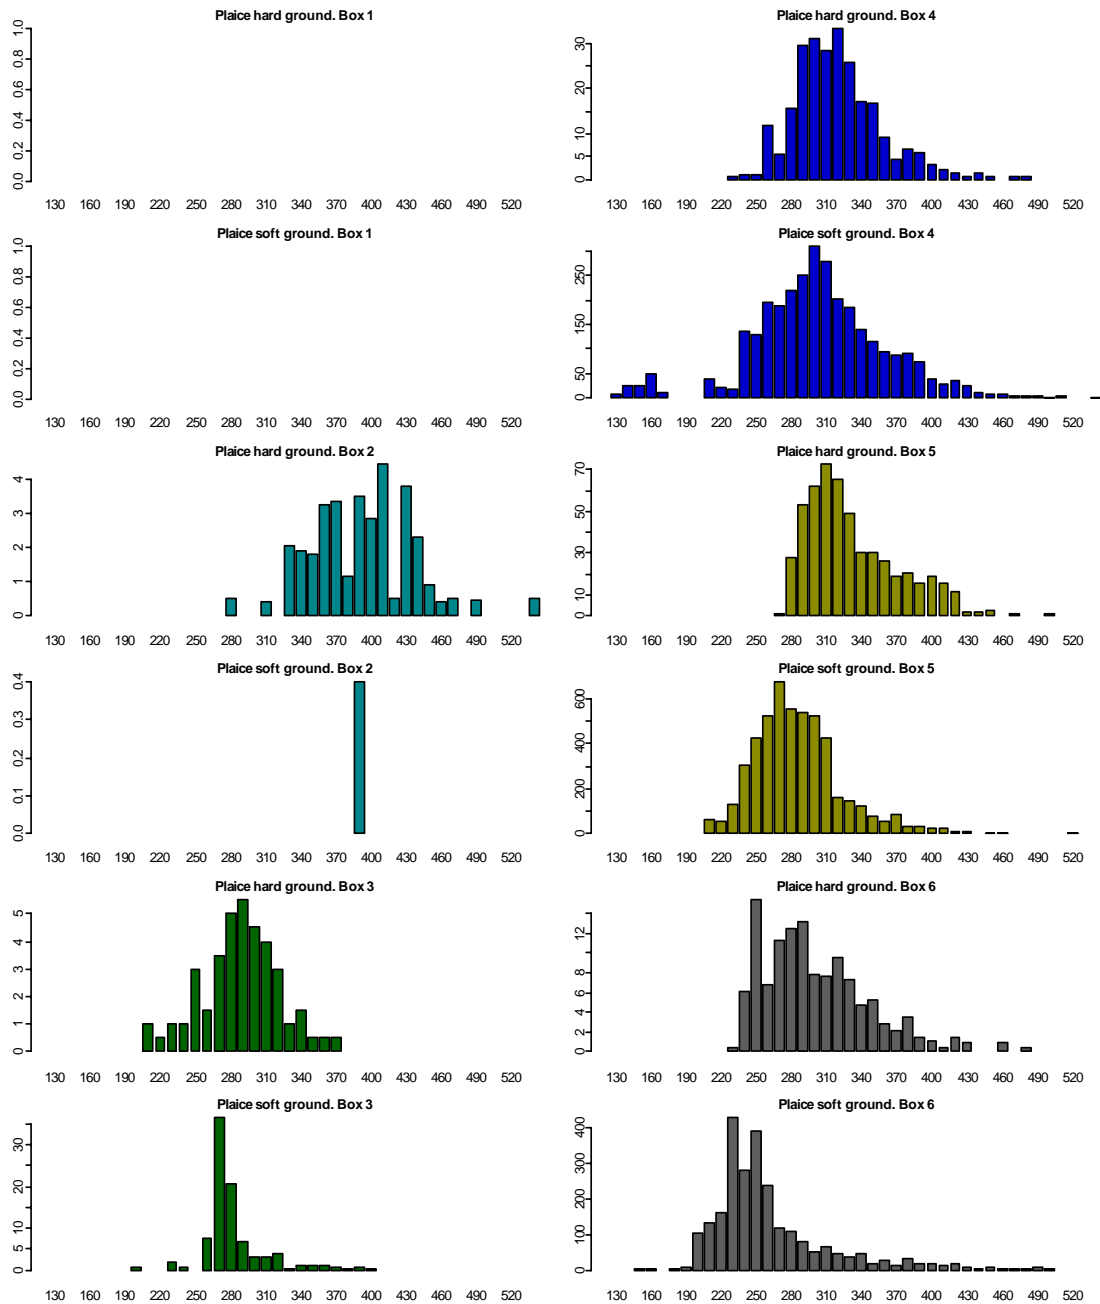 Plaice hard ground. Box 1
0.0 0.2 0.4 0.6 0.8 1.0
130 160 190 220 250 280 310 340 370 400 430 460 490 520
Plaice soft ground. Box 1
0.0 0.2 0.4 0.6 0.8 1.0
130 160 190 220 250 280 310 340 370 400 430 460 490 520
Plaice hard ground. Box 2
0 1 2 3 4
130 160 190 220 250 280 310 340 370 400 430 460 490 520
Plaice soft ground. Box 2
0.0 0.1 0.2 0.3 0.4
130 160 190 220 250 280 310 340 370 400 430 460 490 520
Plaice hard ground. Box 3
0 1 2 3 4 5
130 160 190 220 250 280 310 340 370 400 430 460 490 520
Plaice soft ground. Box 3
0 5 10 20 30
130 160 190 220 250 280 310 340 370 400 430 460 490 520
Plaice hard ground. Box 4
0 5 10 20 30
130 160 190 220 250 280 310 340 370 400 430 460 490 520
Plaice soft ground. Box 4
0 50 150 250
130 160 190 220 250 280 310 340 370 400 430 460 490 520
Plaice hard ground. Box 5
0 10 30 50 70
130 160 190 220 250 280 310 340 370 400 430 460 490 520
Plaice soft ground. Box 5
0 200 400 600
130 160 190 220 250 280 310 340 370 400 430 460 490 520
Plaice hard ground. Box 6
0 2 4 6 8 12
130 160 190 220 250 280 310 340 370 400 430 460 490 520
Plaice soft ground. Box 6
0 100 200 300 400
130 160 190 220 250 280 310 340 370 400 430 460 490 520